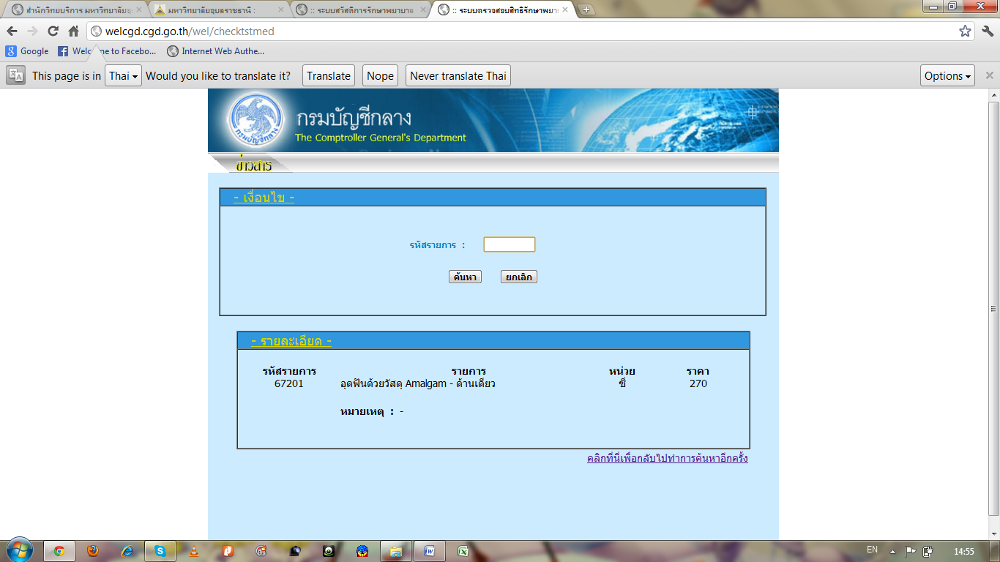 สำนักวิทยบริการ มหาวิทยาลัยอุ
มหาวิทยาลัยอุบลราชธานี :
:: ระบบสวัสดิการรักษาพยาบาล
:: ระบบตรวจสอบสิทธิรักษาพยา
welcgd.cgd.go.th/wel/checktstmed
Google Welcome to Facebo... Internet Web Authe...
This page is in Thai Would you like to translate it? Translate Nope Never translate Thai Options
กรมบัญชีกลาง
กรมบัญชีกลาง
The Comptroller General's Department
ข่าวสาร
- เงื่อนไข -
รหัสรายการ :
ค้นหา ยกเลิก
- รายละเอียด -
รหัสรายการ รายการ หน่วย ราคา
67201 อุดฟันด้วยวัสดุ Amalgam - ด้านเดียว ซี่ 270
หมายเหตุ : -
คลิกที่นี่เพื่อกลับไปทำการค้นหาอีกครั้ง
EN 14:55